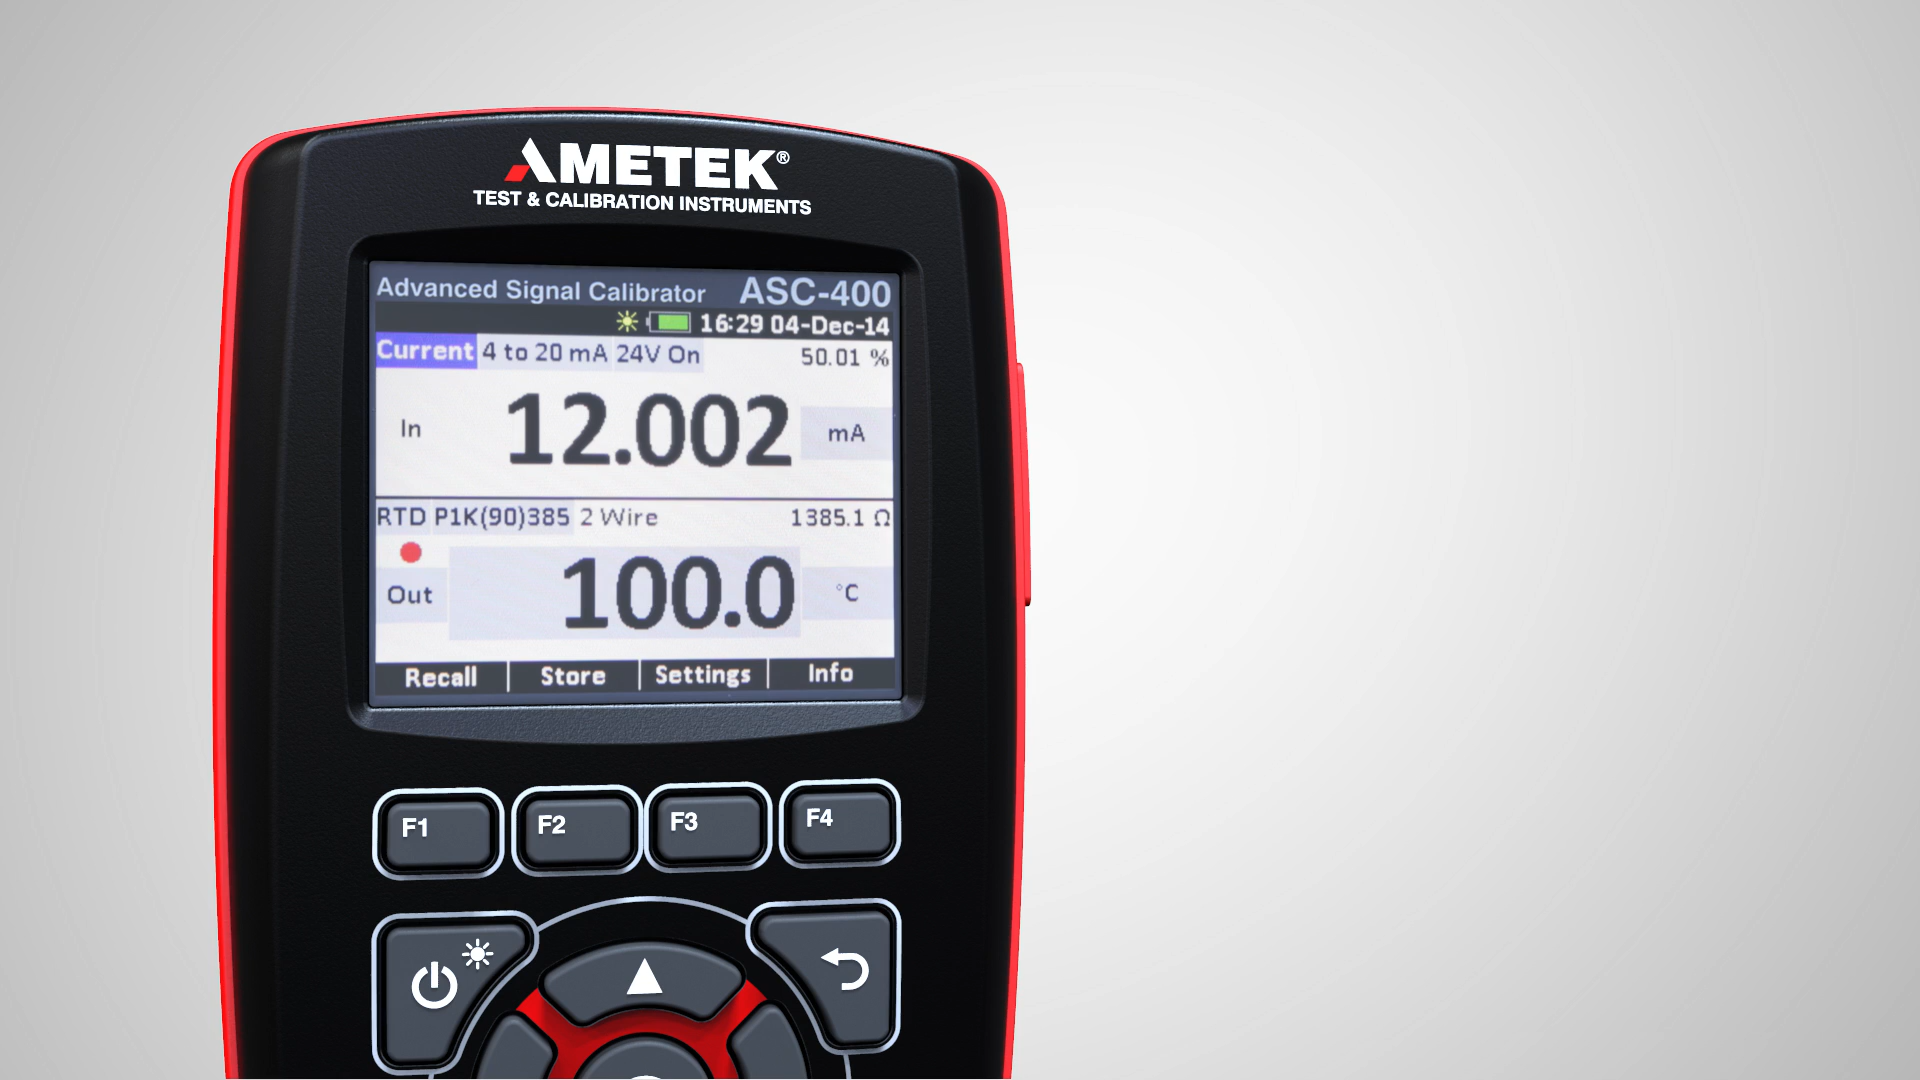 AMETEK®
TEST & CALIBRATION INSTRUMENTS
Advanced Signal Calibrator ASC-400
16:29 04-Dec-14
Current 4 to 20 mA 24V On 50.01 %
In 12.002 mA
RTD P1K(90)385 2 Wire 1385.1 Ω
Out 100.0 °C
Recall Store Settings Info
F1 F2 F3 F4